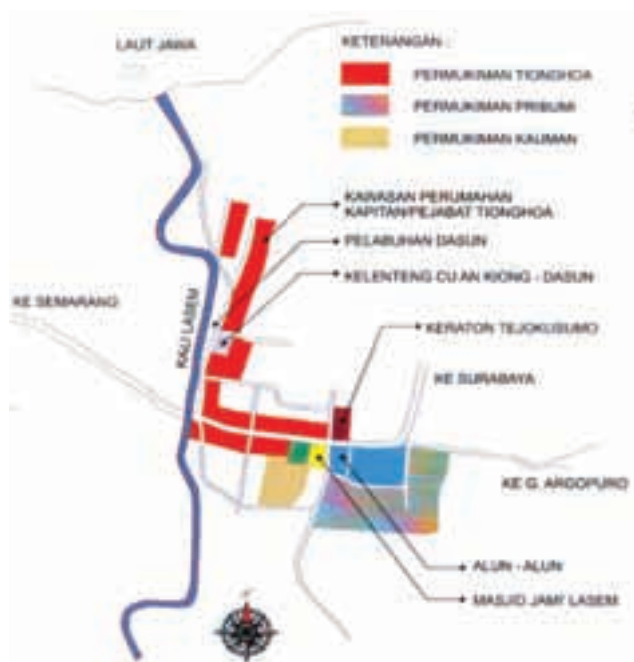 LAUT JAWA
KETERANGAN :
PERMUKIMAN TIONGHOA
PERMUKIMAN PRIBUMI
PERMUKIMAN KAUMAN
KAWASAN PERUMAHAN
KAPITAN/PEJABAT TIONGHOA
PELABUHAN DASUN
KELENTENG CU AN KIONG - DASUN
KE SEMARANG
KALI LASEM
KERATON TEJOKUSUMO
KE SURABAYA
KE G. ARGOPURO
ALUN - ALUN
MASJID JAMI' LASEM